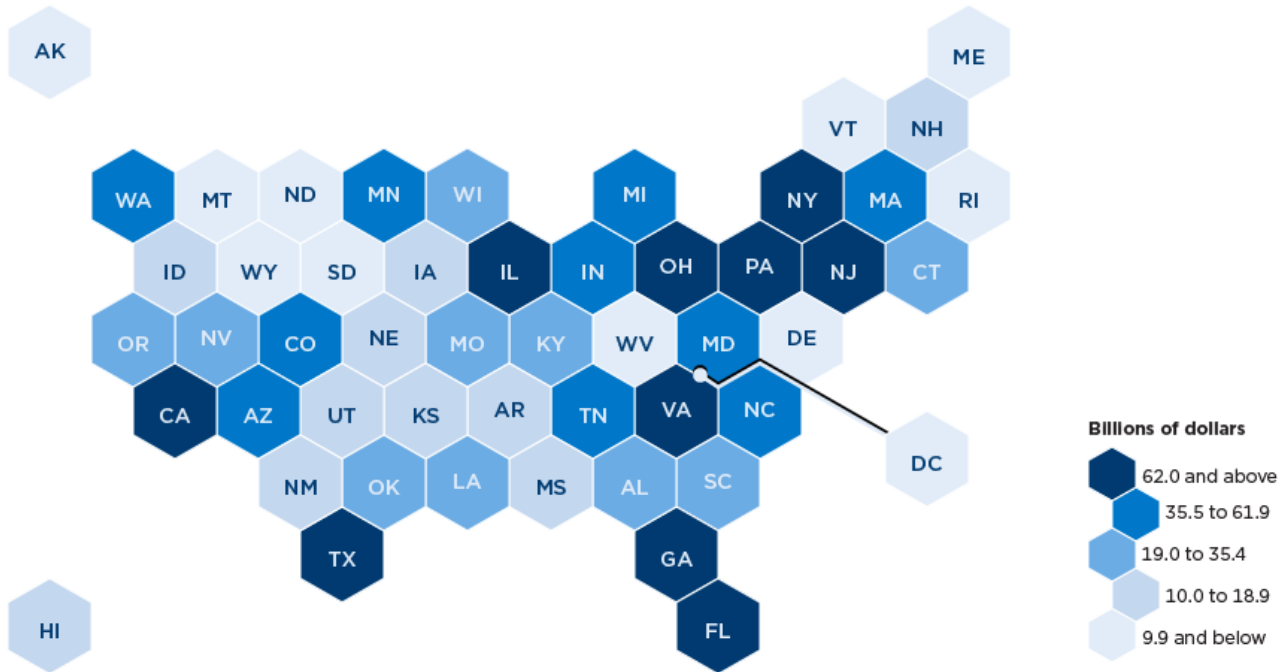 AK
ME
VT NH
WA MT ND MN WI MI NY MA RI
ID WY SD IA IL IN OH PA NJ CT
OR NV CO NE MO KY WV MD DE
CA AZ UT KS AR TN VA NC
DC
NM OK LA MS AL SC
TX GA
HI FL
Billions of dollars
62.0 and above
35.5 to 61.9
19.0 to 35.4
10.0 to 18.9
9.9 and below